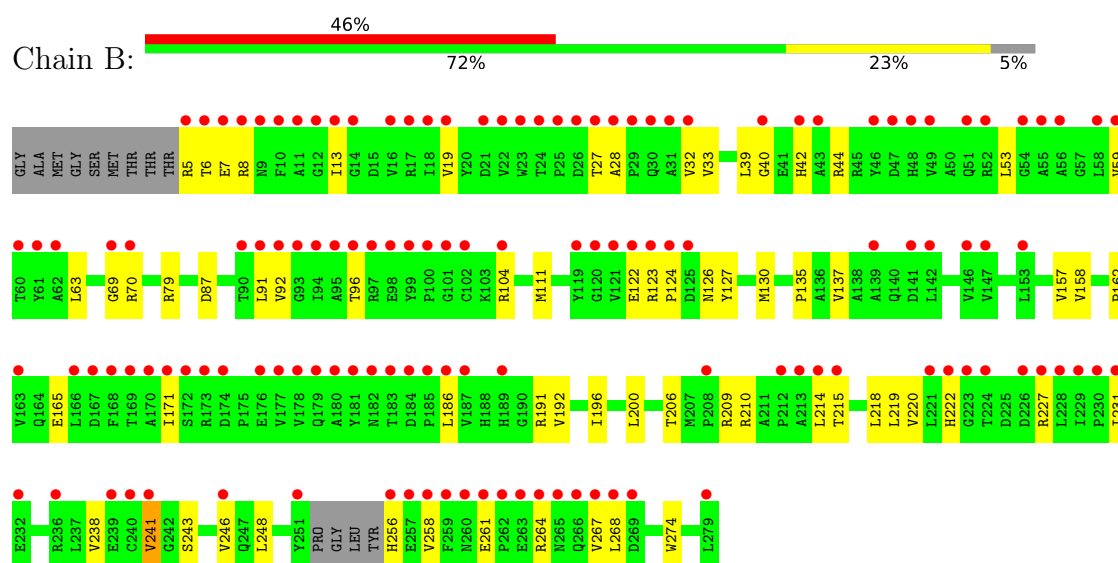 46%
Chain B:
72% 23% 5%
GLY ALA MET GLY SER MET THR THR THR R5 T6 E7 R8 N9 F10 A11 G12 I13 G14 D15 V16 R17 I18 V19 Y20 D21 V22 W23 T24 P25 D26 T27 A28 P29 Q30 A31 V32 V33 L39 G40 E41 H42 A43 R44 R45 Y46 D47 H48 V49 A50 Q51 R52 L53 G54 A55 A56 G57 L58 V59
T60 Y61 A62 L63 G69 R70 R79 D87 T90 L91 V92 G93 I94 A95 T96 R97 E98 Y99 P100 G101 C102 K103 R104 M111 Y119 G120 V121 E122 R123 P124 D125 N126 Y127 M130 P135 A136 V137 A138 A139 Q140 D141 L142 V146 V147 L153 V157 V158
V163 Q164 E165 L166 D167 F168 T169 A170 I171 S172 R173 D174 P175 E176 V177 V178 Q179 A180 Y181 N182 T183 D184 P185 L186 V187 H188 H189 G190 R191 V192 I196 L200 T206 M207 P208 R209 R210 A211 P212 A213 L214 T215 L218 L219 V220 L221 H222 G223 T224 D225 D226 R227 L228 I229 P230
E232 R236 L237 V238 E239 C240 V241 G242 S243 V246 Q247 L248 Y251 PRO GLY LEU TYR H256 E257 V258 F259 N260 E261 P262 E263 R264 N265 Q266 V267 L268 D269 W274 L279